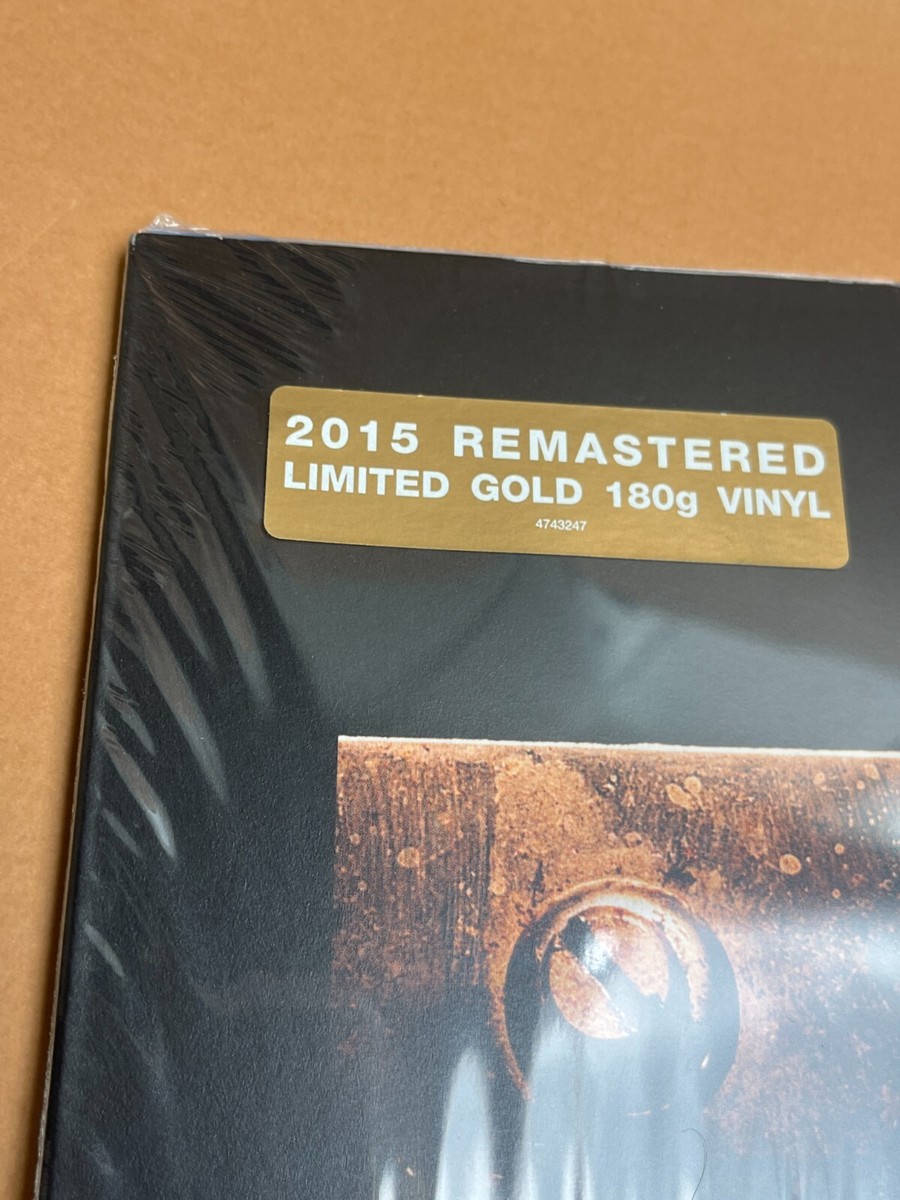 2015 REMASTERED
LIMITED GOLD 180g VINYL
4743247